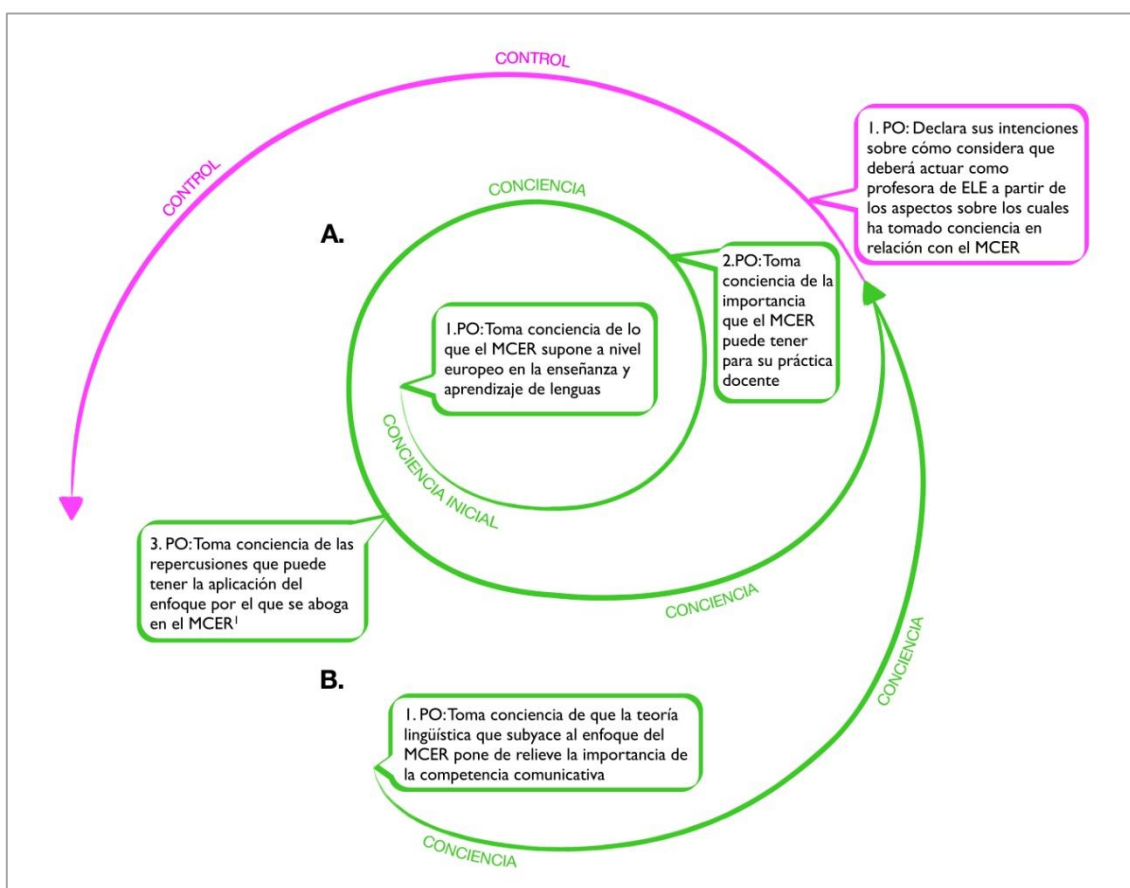 CONTROL
CONTROL
1. PO: Declara sus intenciones
sobre cómo considera que
deberá actuar como
profesora de ELE a partir de
los aspectos sobre los cuales
ha tomado conciencia en
relación con el MCER
CONCIENCIA
A.
2.PO: Toma
conciencia de la
importancia
que el MCER
puede tener
para su práctica
docente
1.PO: Toma conciencia de lo
que el MCER supone a nivel
europeo en la enseñanza y
aprendizaje de lenguas
CONCIENCIA INICIAL
3. PO: Toma conciencia de las
repercusiones que puede
tener la aplicación del
enfoque por el que se aboga
en el MCER¹
CONCIENCIA
CONCIENCIA
B.
1. PO: Toma conciencia de que la teoría
lingüística que subyace al enfoque del
MCER pone de relieve la importancia de
la competencia comunicativa
CONCIENCIA